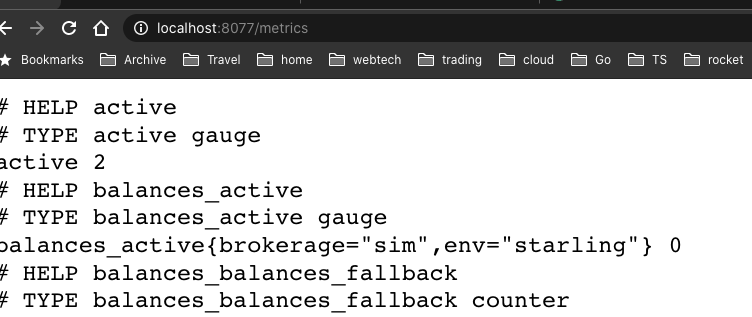 localhost:8077/metrics
Bookmarks Archive Travel home webtech trading cloud Go TS rocket
# HELP active
# TYPE active gauge
active 2
# HELP balances_active
# TYPE balances_active gauge
balances_active{brokerage="sim",env="starling"} 0
# HELP balances_balances_fallback
# TYPE balances_balances_fallback counter